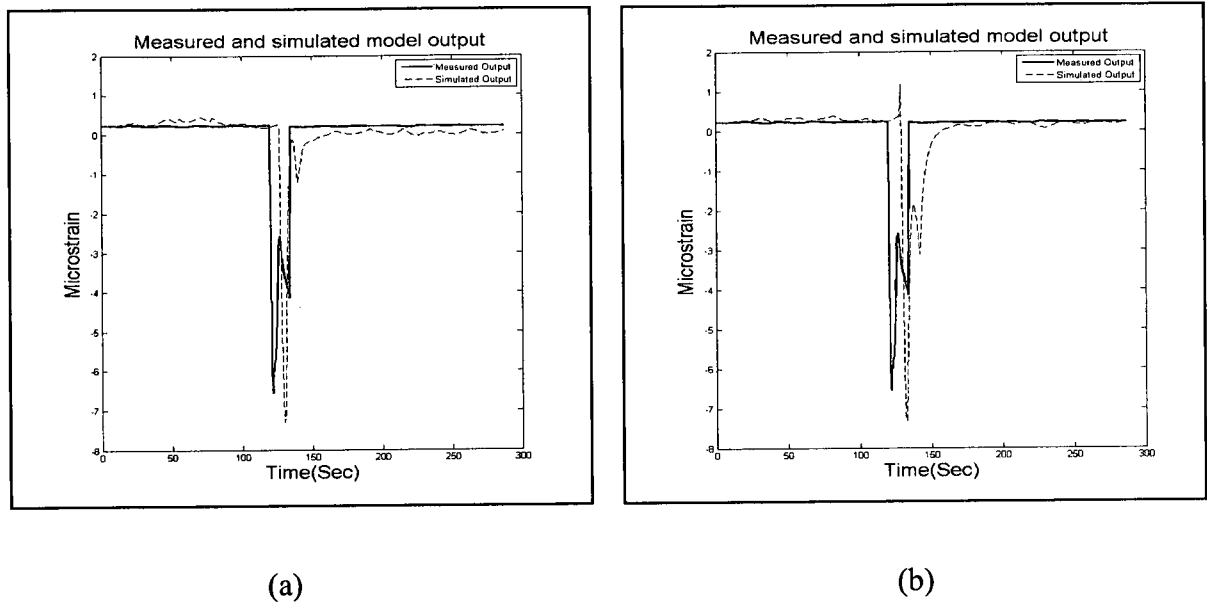 Measured and simulated model output
Measured Output
Simulated Output
2
1
0
-1
-2
-3
-4
-5
-6
-7
-8
Microstrain
0 50 100 150 200 250 300
Time(Sec)
(a)
Measured and simulated model output
Measured Output
Simulated Output
2
1
0
-1
-2
-3
-4
-5
-6
-7
-8
Microstrain
0 50 100 150 200 250 300
Time(Sec)
(b)